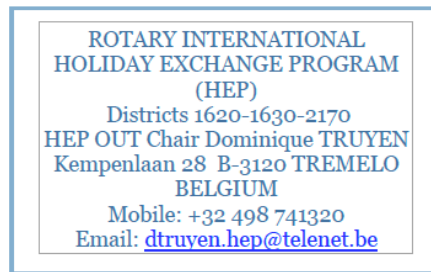 ROTARY INTERNATIONAL
HOLIDAY EXCHANGE PROGRAM
(HEP)
Districts 1620-1630-2170
HEP OUT Chair Dominique TRUYEN
Kempenlaan 28  B-3120 TREMELO
BELGIUM
Mobile: +32 498 741320
Email: dtruyen.hep@telenet.be